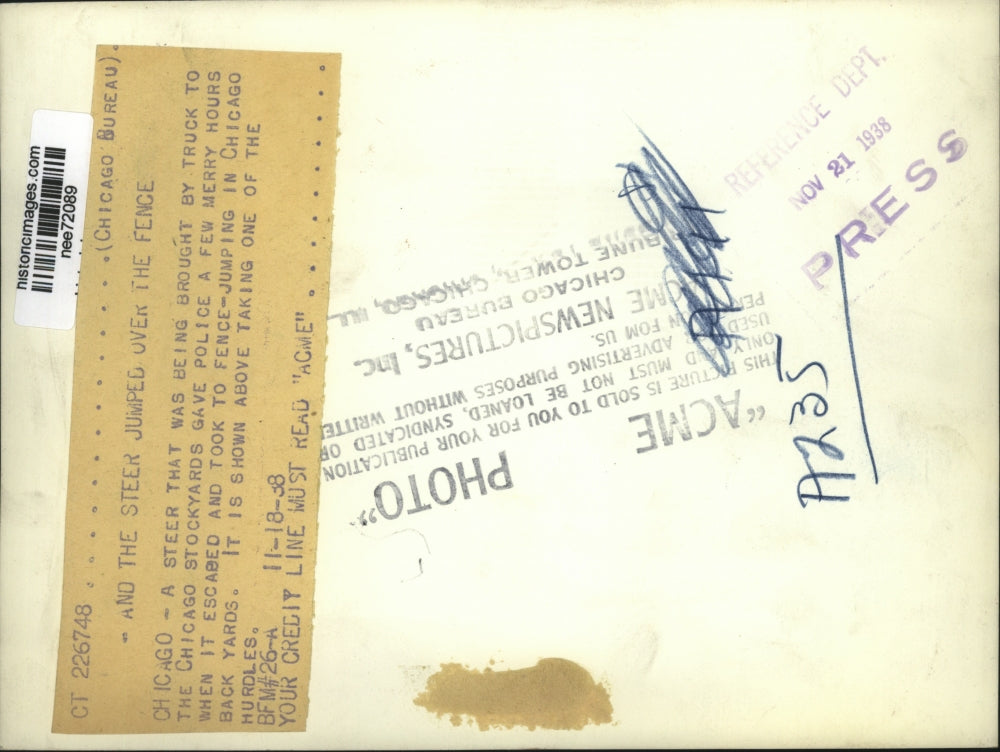 CT 226748 . . . . . . . . . . . . . . . (CHICAGO BUREAU).
- AND THE STEER JUMPED OVER THE FENCE
CHICAGO - A STEER THAT WAS BEING BROUGHT BY TRUCK TO
THE CHICAGO STOCKYARDS GAVE POLICE A FEW MERRY HOURS
WHEN IT ESCAPED AND TOOK TO FENCE-JUMPING IN CHICAGO
BACK YARDS. IT IS SHOWN ABOVE TAKING ONE OF THE
HURDLES.
BFM#26-A 11-18-38
YOUR CREDIT LINE MUST READ "ACME" . . . . . . . .
historicimages.com
nee72089
REFERENCE DEPT.
NOV 21 1938
PRESS
A235
"ACME PHOTO"
THIS PICTURE IS SOLD TO YOU FOR YOUR PUBLICATION
ONLY MUST NOT BE LOANED, SYNDICATED OR
USED ADVERTISING PURPOSES WITHOUT WRITTEN
FOM US.
ACME NEWSPICTURES, Inc.
CHICAGO BUREAU
TOWER, CHICAGO, ILL.